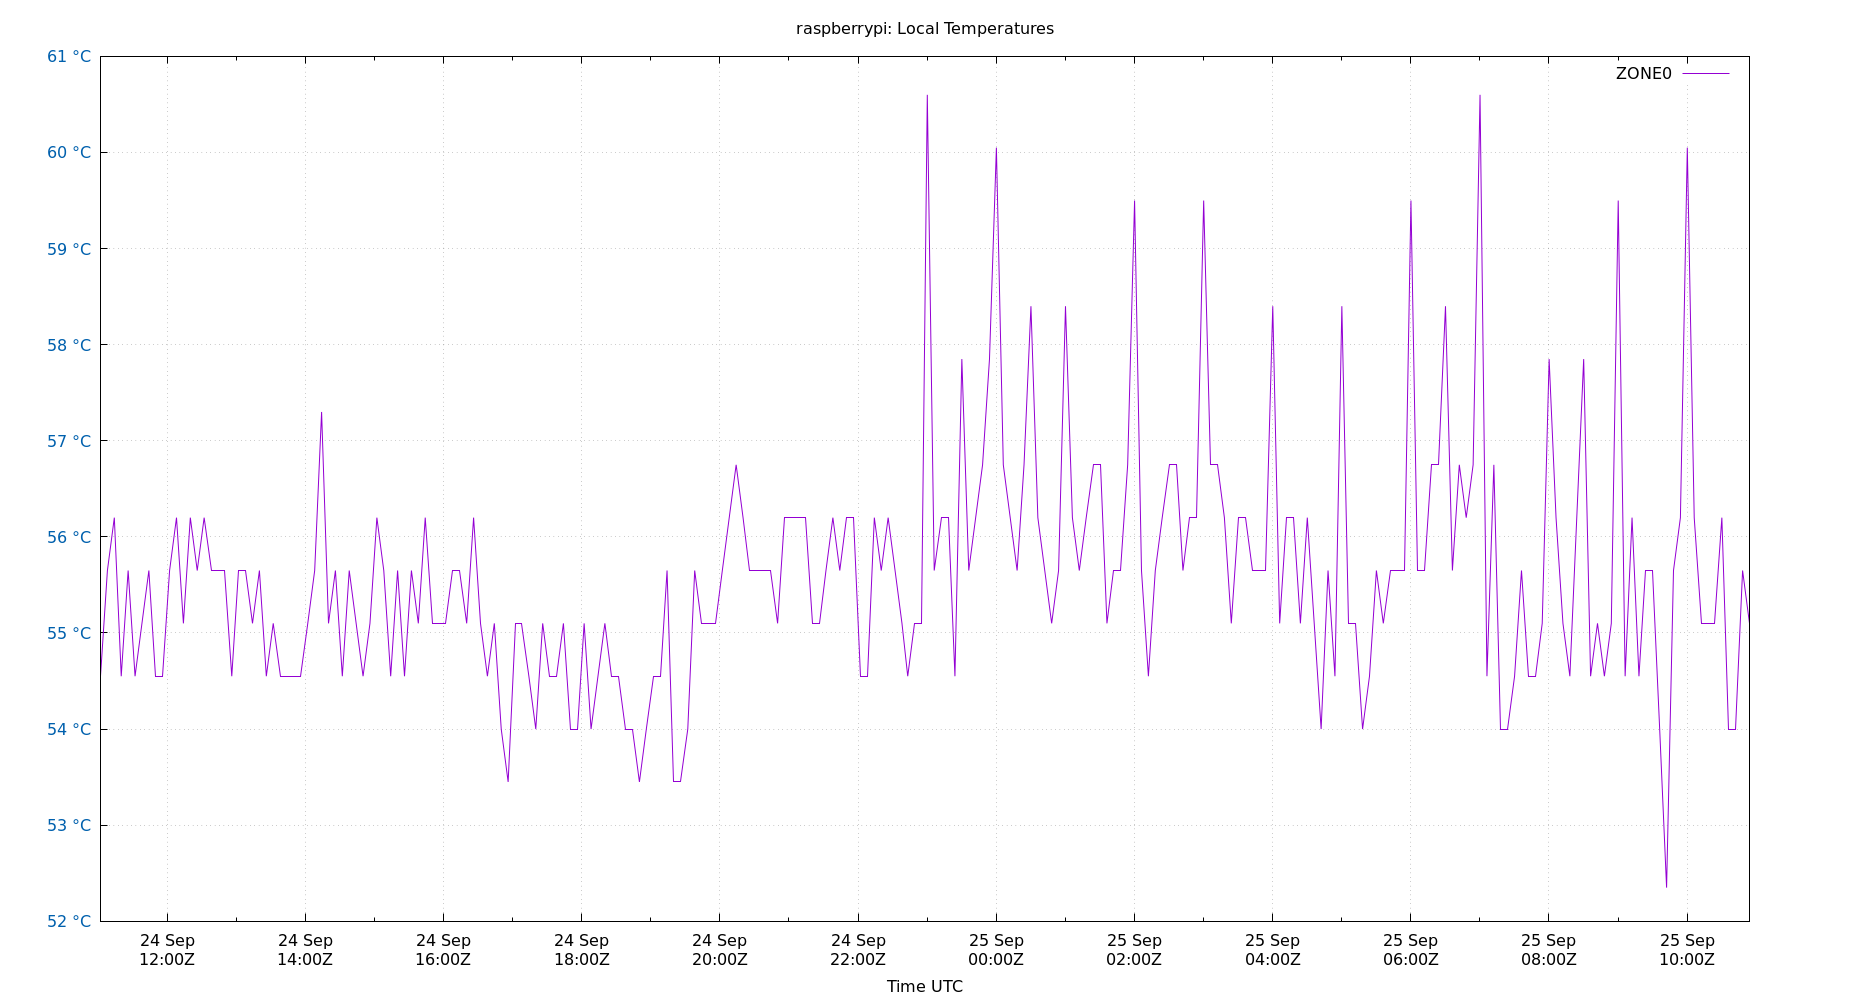 raspberrypi: Local Temperatures
61 °C
60 °C
59 °C
58 °C
57 °C
56 °C
55 °C
54 °C
53 °C
52 °C
ZONE0
24 Sep
12:00Z
24 Sep
14:00Z
24 Sep
16:00Z
24 Sep
18:00Z
24 Sep
20:00Z
24 Sep
22:00Z
25 Sep
00:00Z
25 Sep
02:00Z
25 Sep
04:00Z
25 Sep
06:00Z
25 Sep
08:00Z
25 Sep
10:00Z
Time UTC